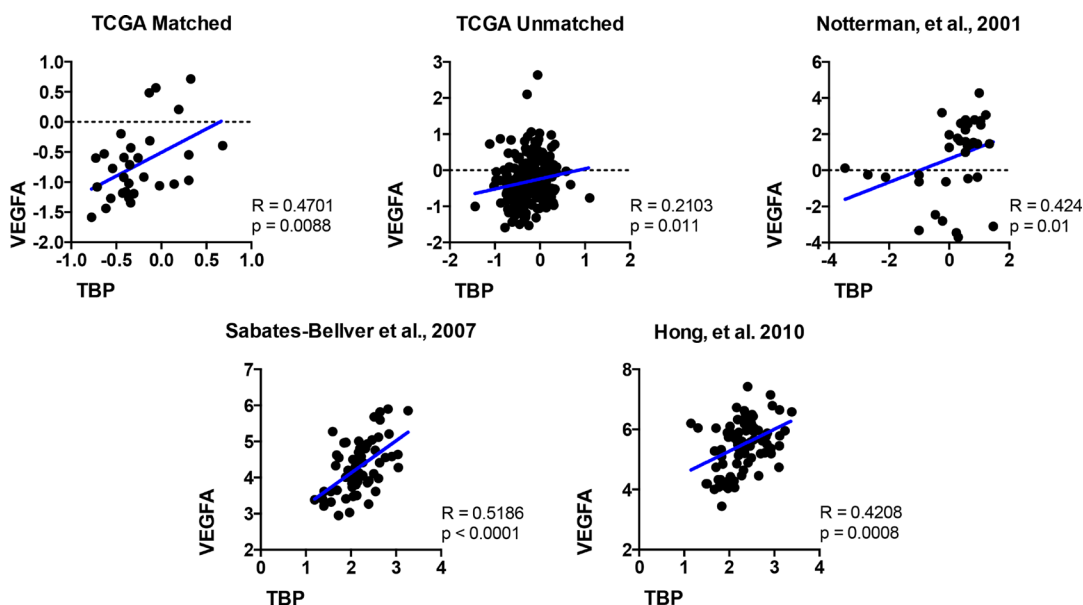 TCGA Matched
1.0
0.5
0.0
-0.5
-1.0
-1.5
-2.0
-1.0
-0.5
0.0
0.5
1.0
VEGFA
TBP
R = 0.4701
p = 0.0088
TCGA Unmatched
3
2
1
0
-1
-2
-2
-1
0
1
2
VEGFA
TBP
R = 0.2103
p = 0.011
Notterman, et al., 2001
6
4
2
0
-2
-4
-4
-2
0
2
VEGFA
TBP
R = 0.424
p = 0.01
Sabates-Bellver et al., 2007
7
6
5
4
3
2
0
1
2
3
4
VEGFA
TBP
R = 0.5186
p < 0.0001
Hong, et al. 2010
8
6
4
2
0
1
2
3
4
VEGFA
TBP
R = 0.4208
p = 0.0008